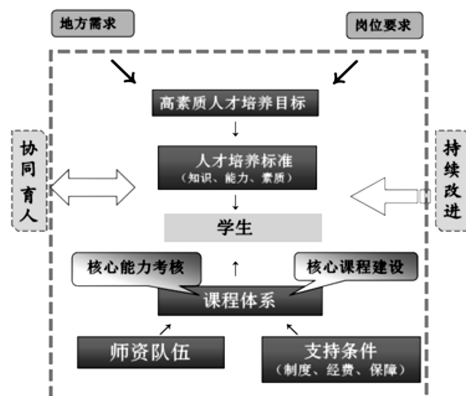 地方需求
岗位要求
高素质人才培养目标
协同育人
人才培养标准
（知识、能力、素质）
持续改进
学生
核心能力考核
核心课程建设
课程体系
师资队伍
支持条件
（制度、经费、保障）